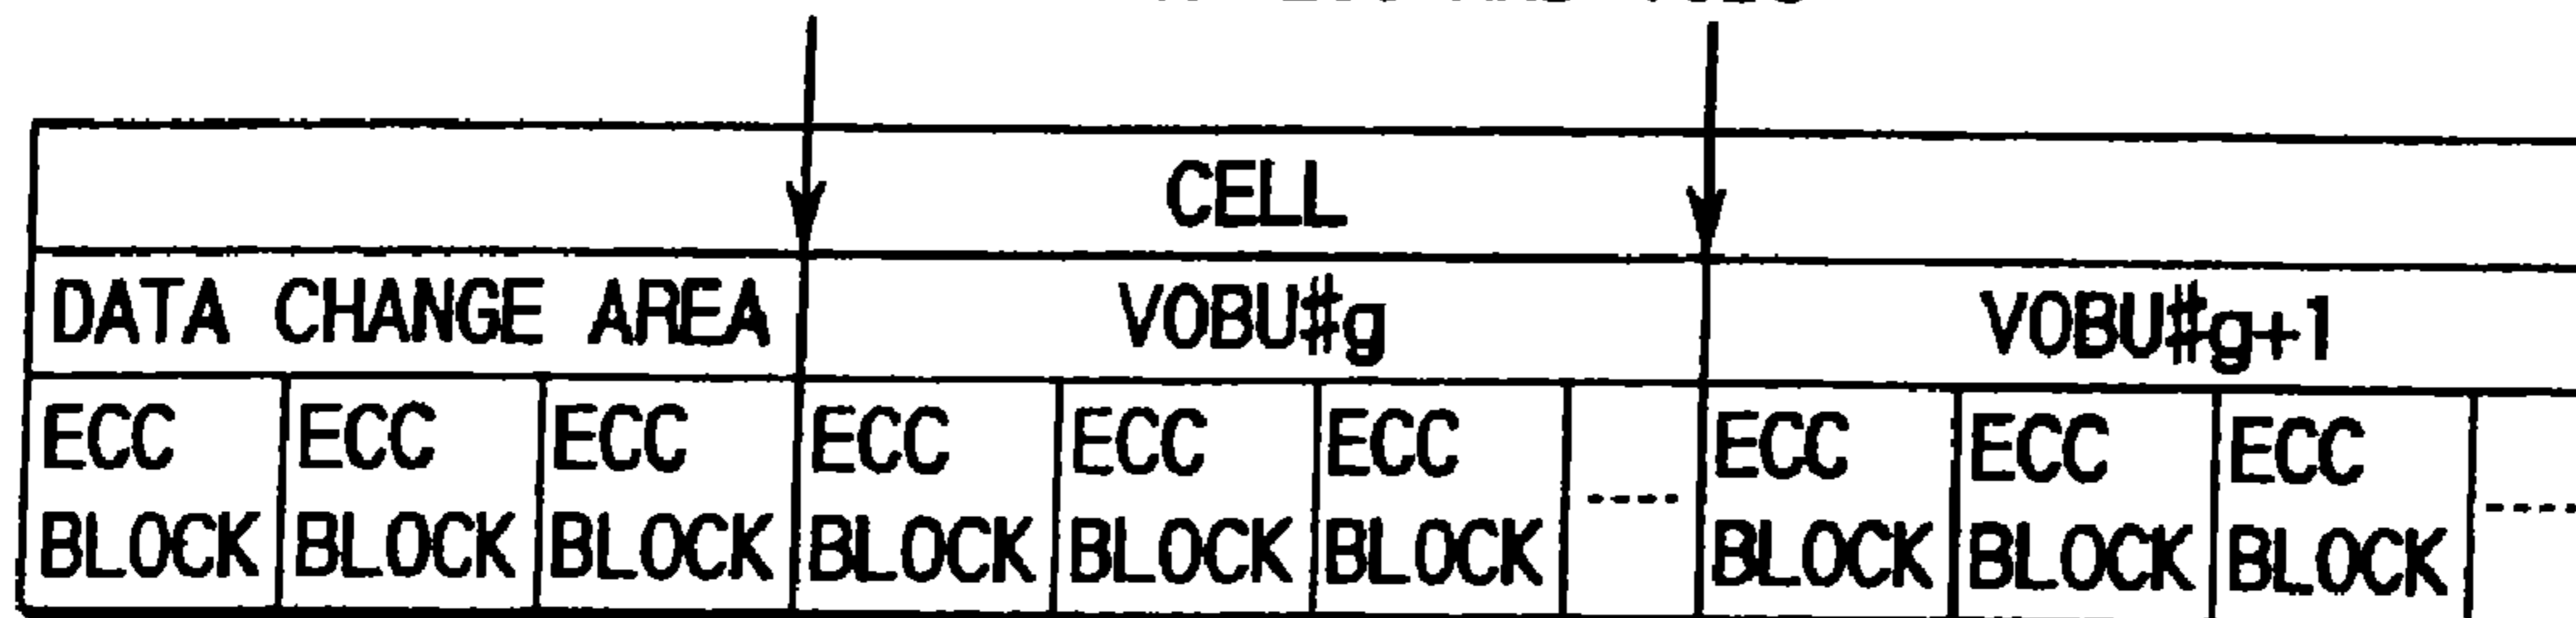 CELL
DATA CHANGE AREA VOBU#g VOBU#g+1
ECC ECC ECC ECC ECC ECC ECC ECC ECC
BLOCK BLOCK BLOCK BLOCK BLOCK BLOCK ---- BLOCK BLOCK BLOCK ----